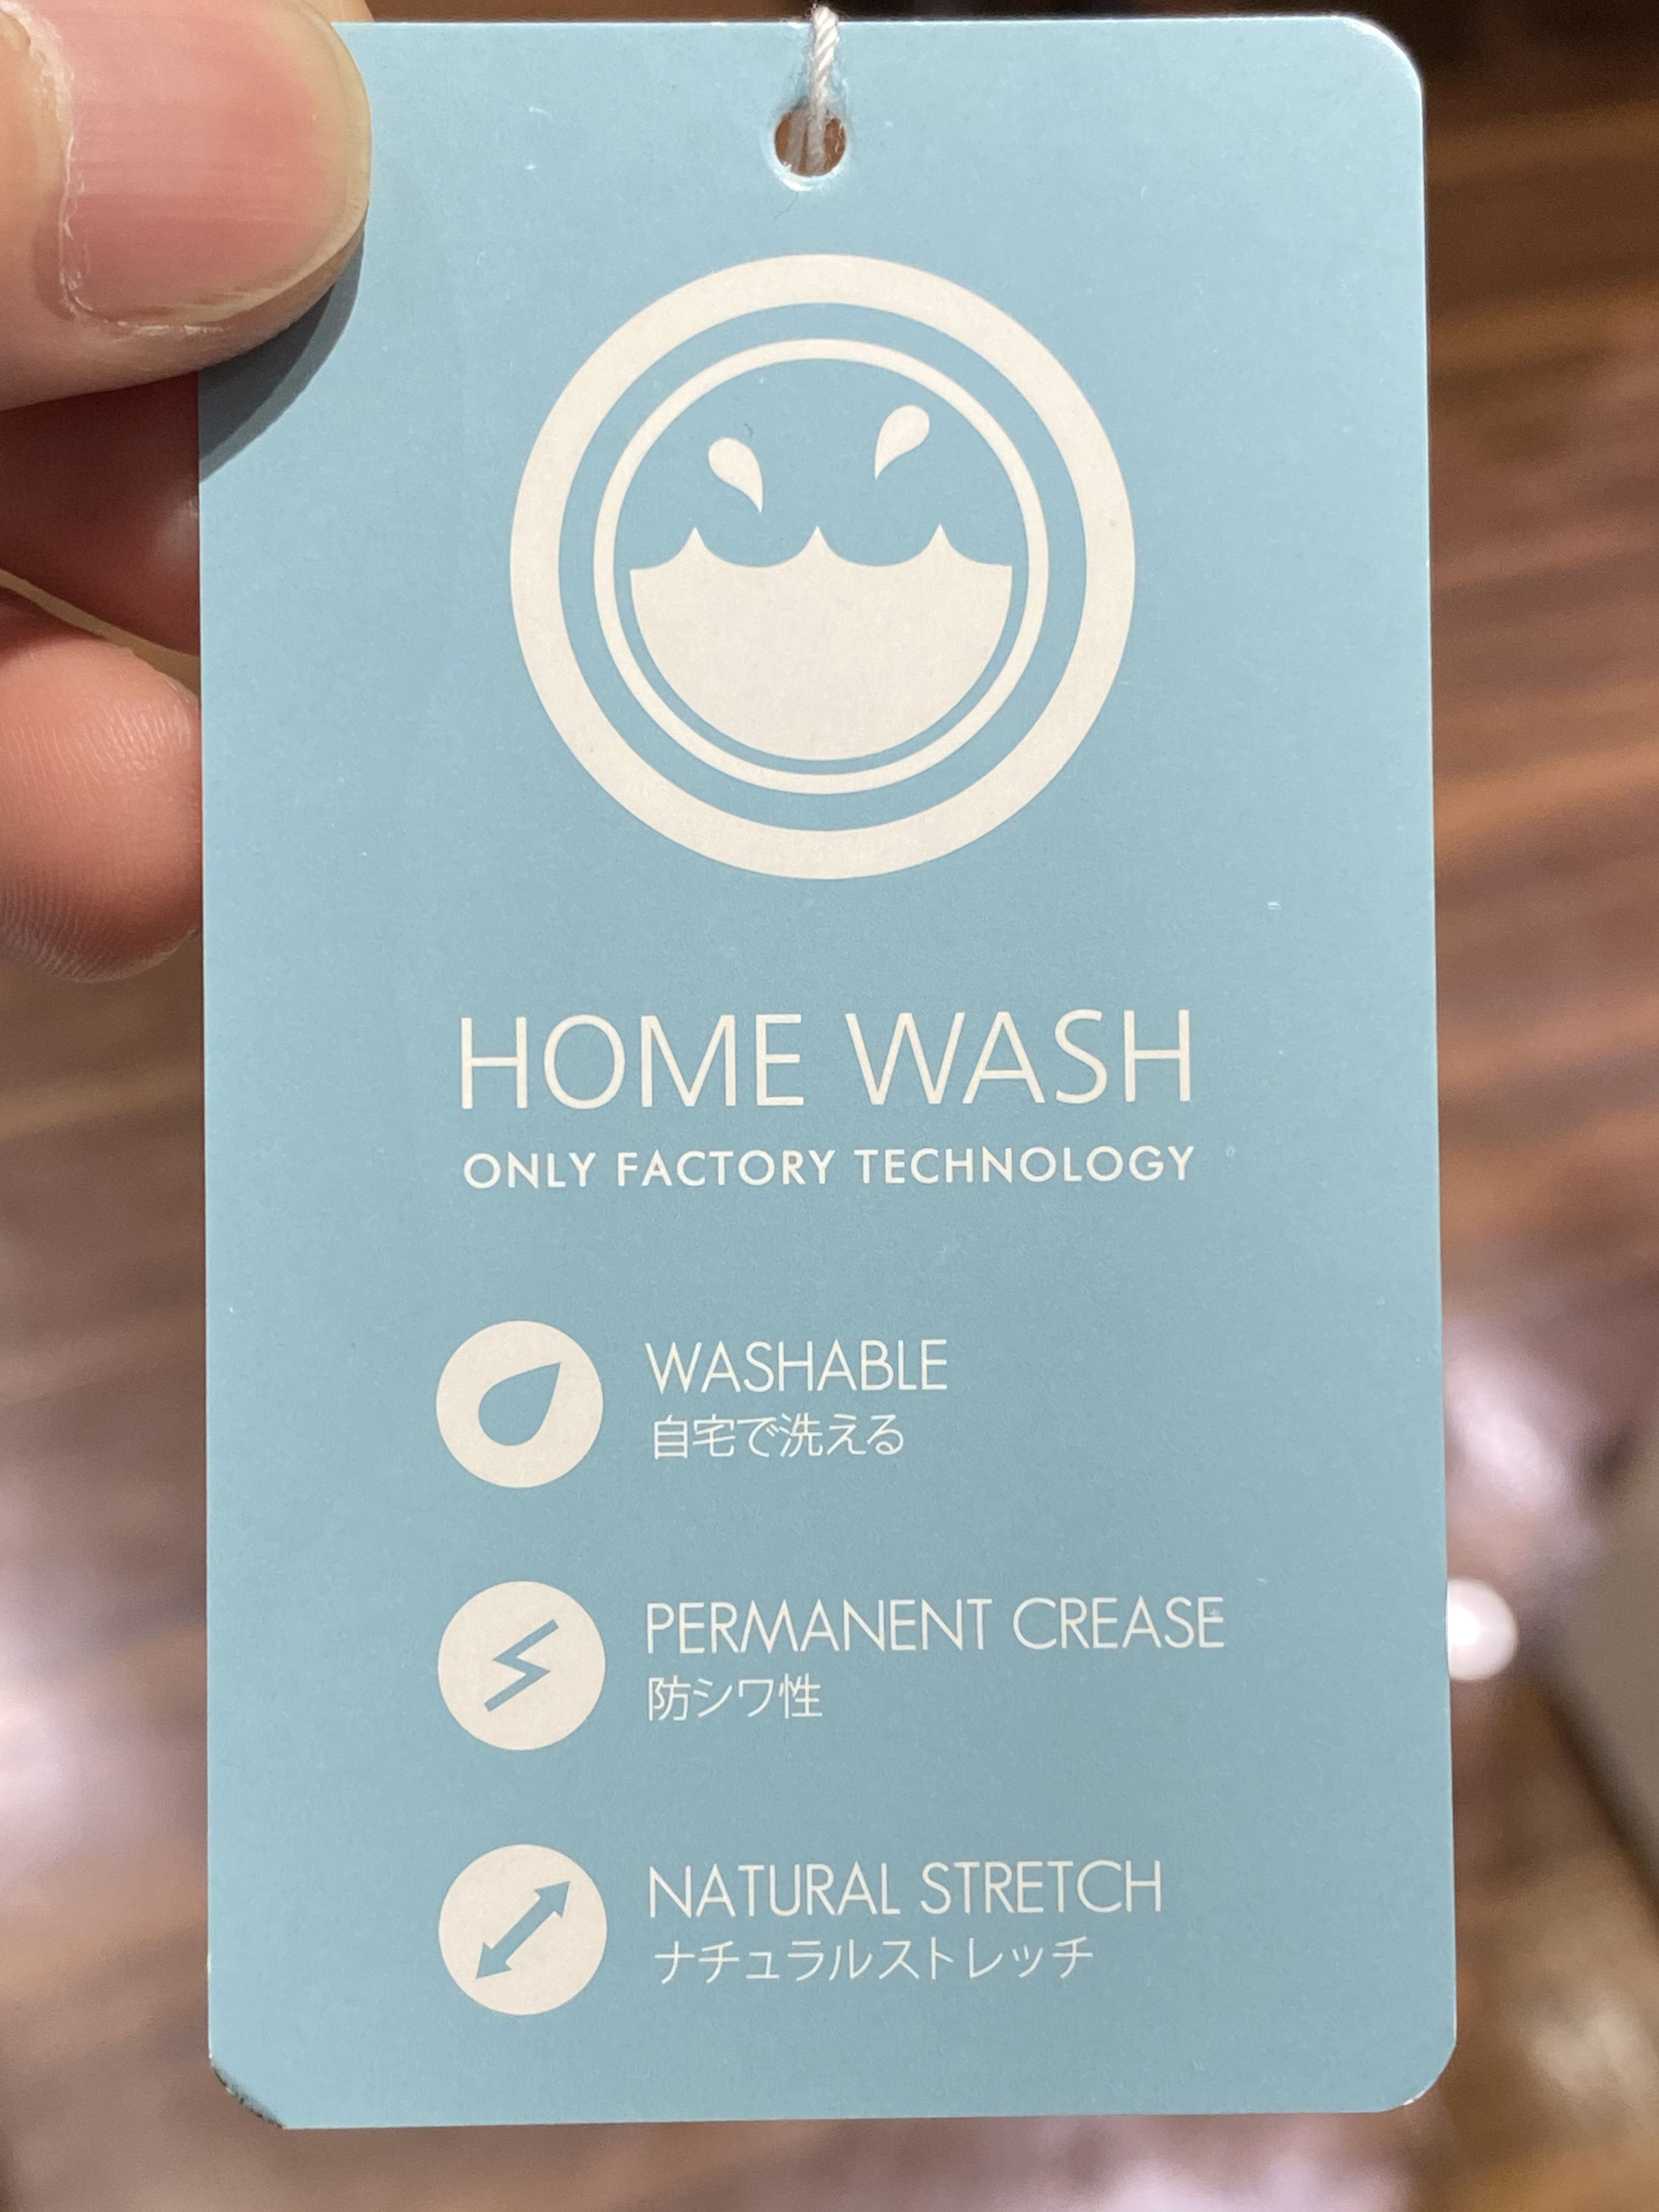 HOME WASH
ONLY FACTORY TECHNOLOGY
WASHABLE
自宅で洗える
PERMANENT CREASE
防シワ性
NATURAL STRETCH
ナチュラルストレッチ